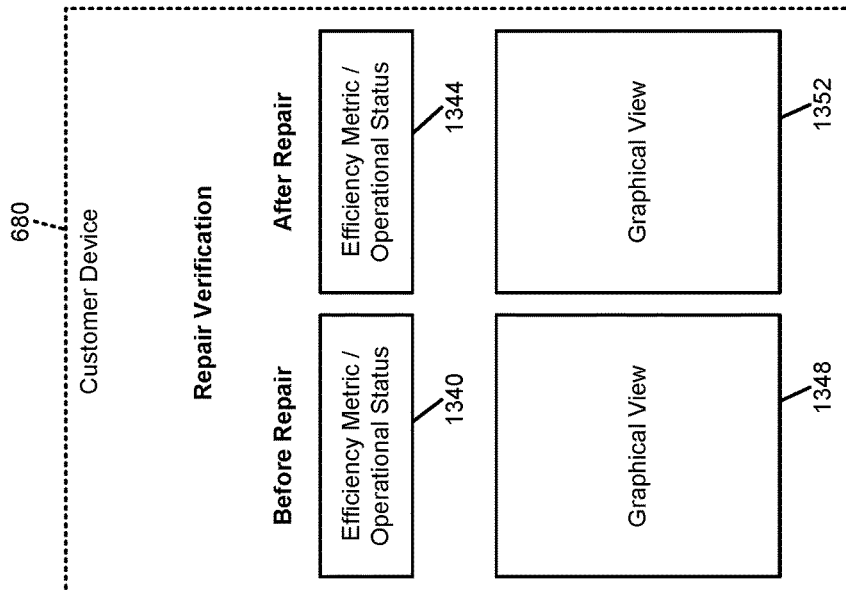 680
Customer Device
Repair Verification
Before Repair
After Repair
Efficiency Metric /
Operational Status
Efficiency Metric /
Operational Status
1340
1344
Graphical View
Graphical View
1348
1352